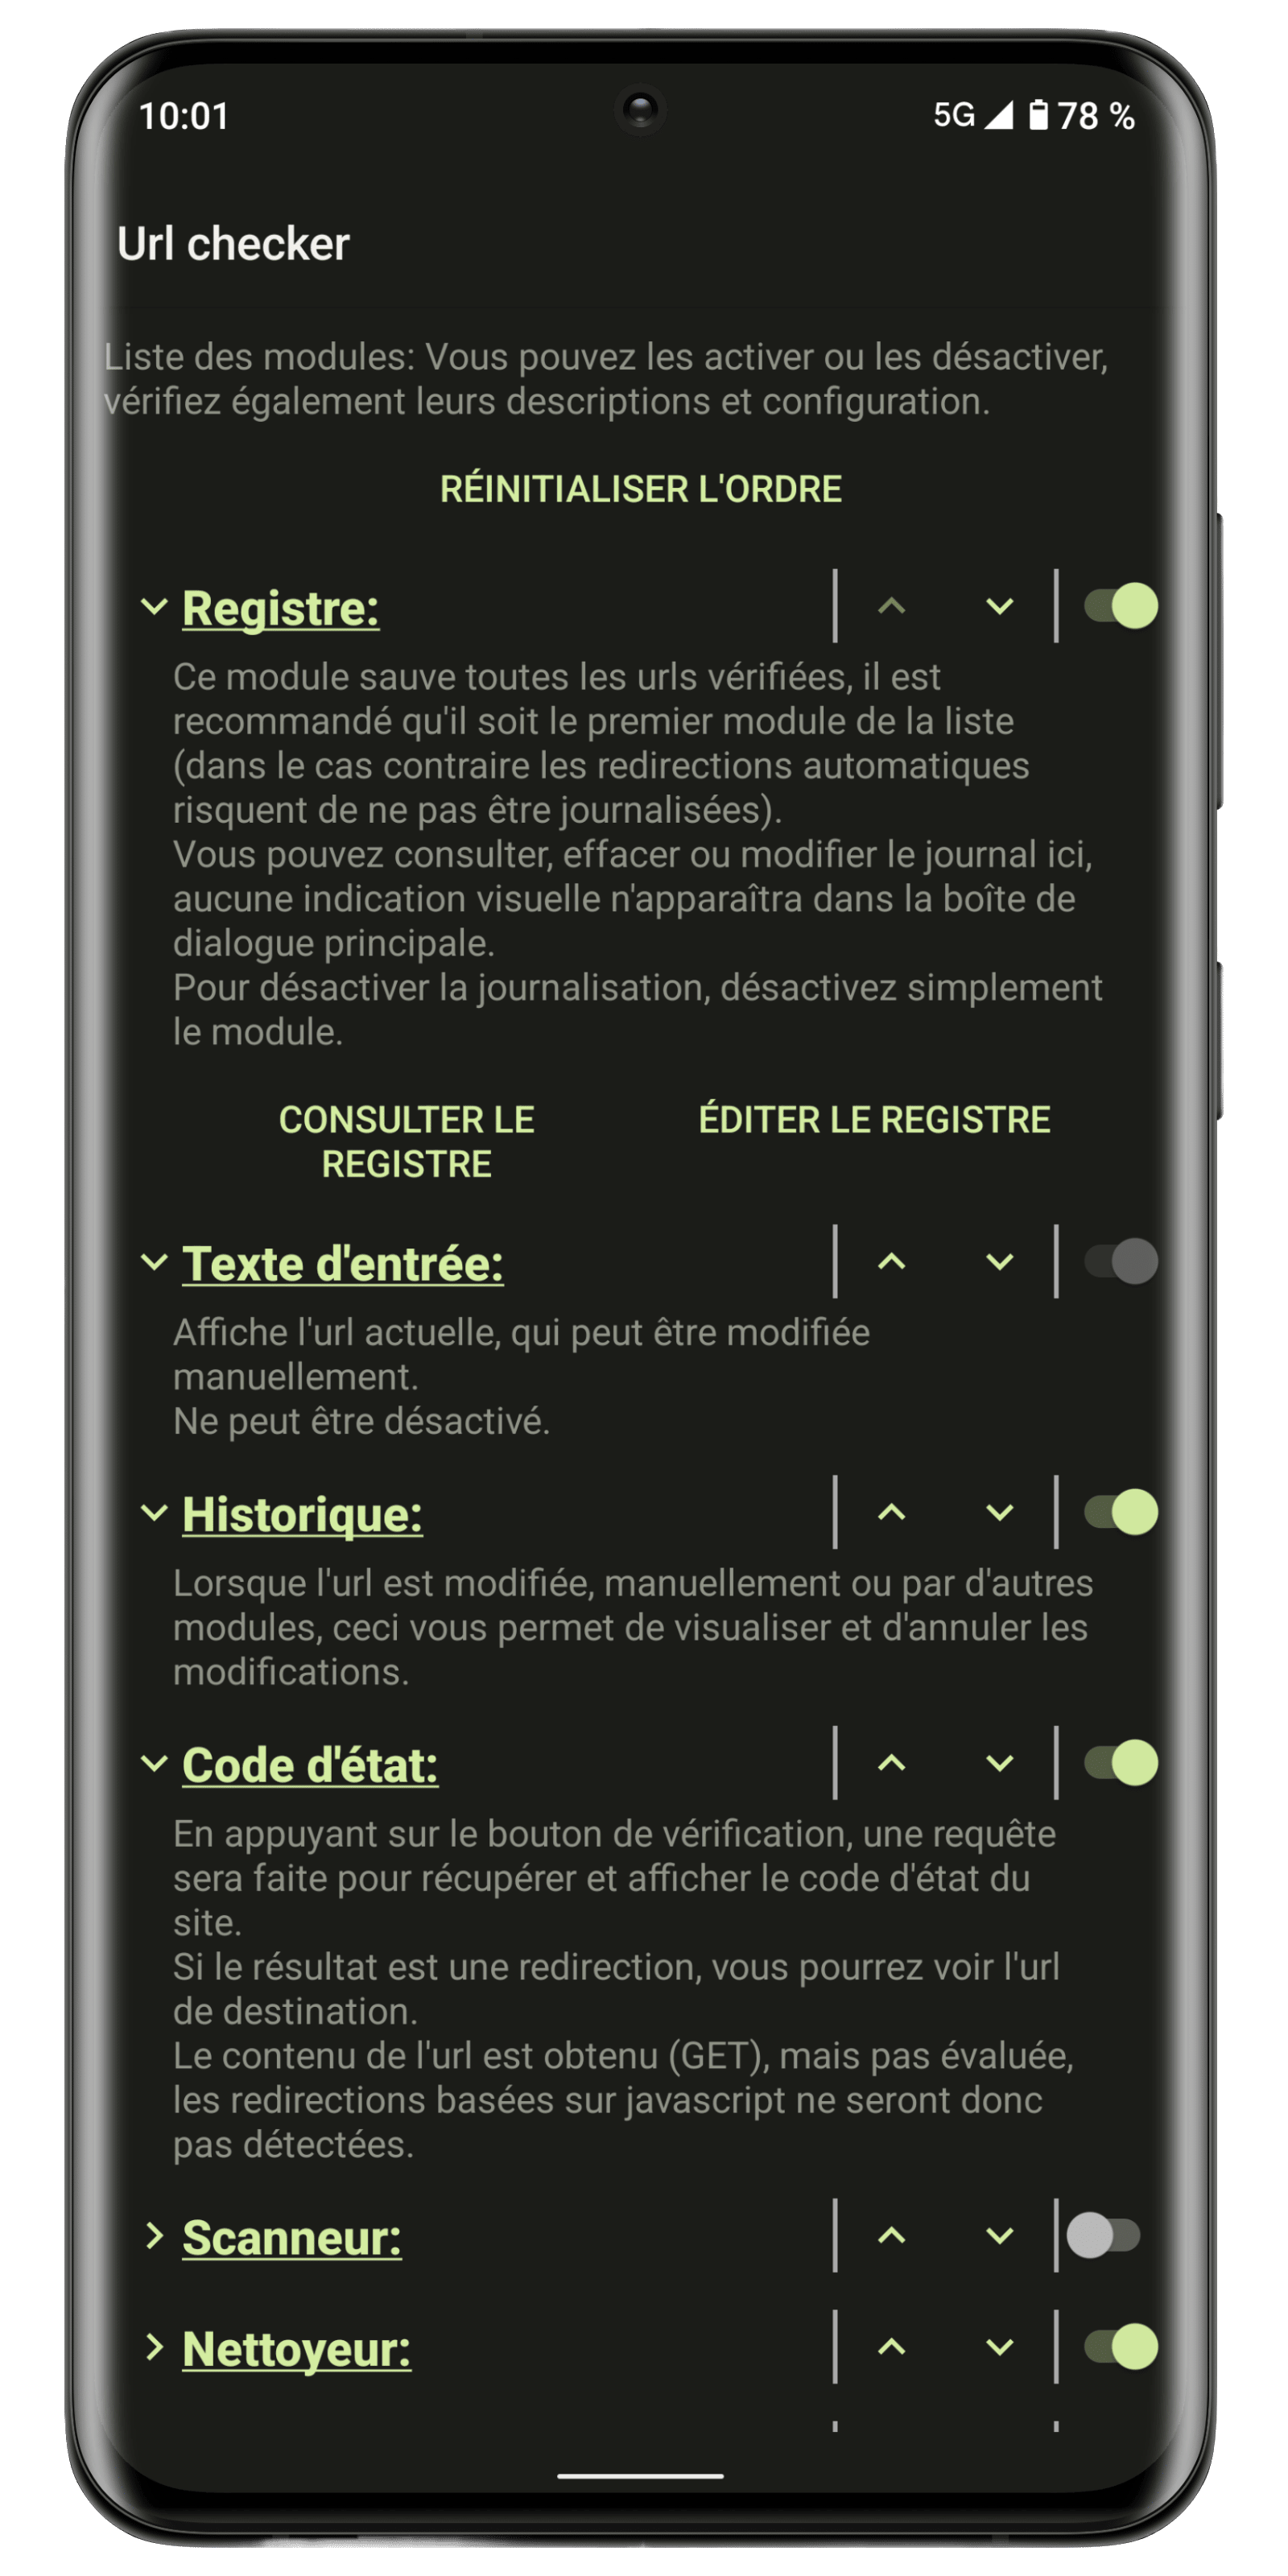 10:01
5G 78 %
Url checker
Liste des modules: Vous pouvez les activer ou les désactiver,
vérifiez également leurs descriptions et configuration.
RÉINITIALISER L'ORDRE
Registre:
Ce module sauve toutes les urls vérifiées, il est
recommandé qu'il soit le premier module de la liste
(dans le cas contraire les redirections automatiques
risquent de ne pas être journalisées).
Vous pouvez consulter, effacer ou modifier le journal ici,
aucune indication visuelle n'apparaîtra dans la boîte de
dialogue principale.
Pour désactiver la journalisation, désactivez simplement
le module.
CONSULTER LE
REGISTRE
ÉDITER LE REGISTRE
Texte d'entrée:
Affiche l'url actuelle, qui peut être modifiée
manuellement.
Ne peut être désactivé.
Historique:
Lorsque l'url est modifiée, manuellement ou par d'autres
modules, ceci vous permet de visualiser et d'annuler les
modifications.
Code d'état:
En appuyant sur le bouton de vérification, une requête
sera faite pour récupérer et afficher le code d'état du
site.
Si le résultat est une redirection, vous pourrez voir l'url
de destination.
Le contenu de l'url est obtenu (GET), mais pas évaluée,
les redirections basées sur javascript ne seront donc
pas détectées.
Scanneur:
Nettoyeur: